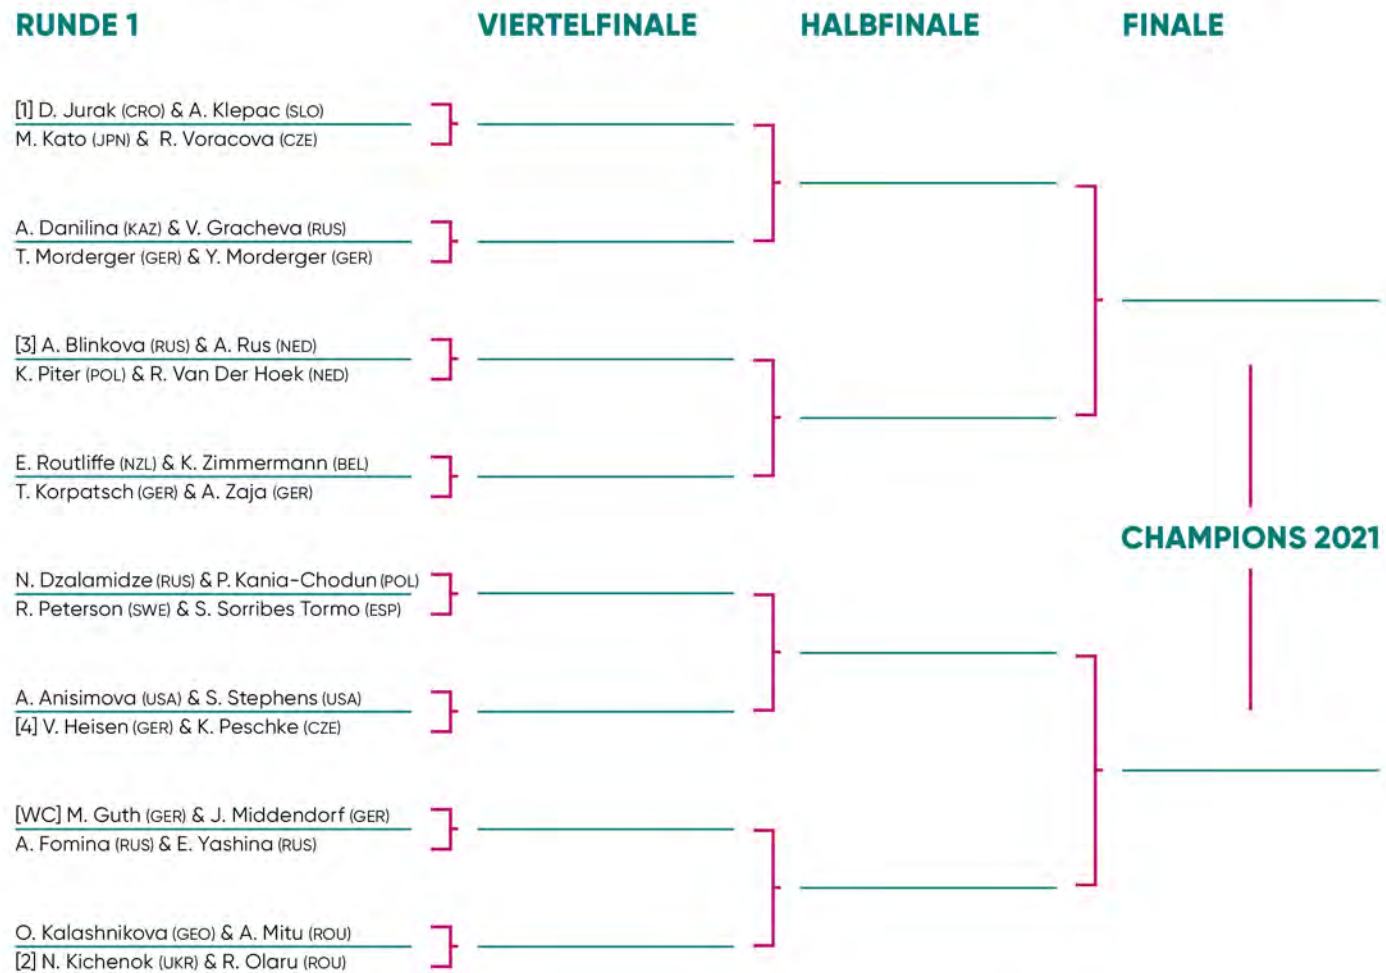 RUNDE 1
VIERTELFINALE
HALBFINALE
FINALE
[1] D. Jurak (CRO) & A. Klepac (SLO)
M. Kato (JPN) & R. Voracova (CZE)
A. Danilina (KAZ) & V. Gracheva (RUS)
T. Morderger (GER) & Y. Morderger (GER)
[3] A. Blinkova (RUS) & A. Rus (NED)
K. Piter (POL) & R. Van Der Hoek (NED)
E. Routliffe (NZL) & K. Zimmermann (BEL)
T. Korpatsch (GER) & A. Zaja (GER)
N. Dzalamidze (RUS) & P. Kania-Chodun (POL)
R. Peterson (SWE) & S. Sorribes Tormo (ESP)
A. Anisimova (USA) & S. Stephens (USA)
[4] V. Heisen (GER) & K. Peschke (CZE)
[WC] M. Guth (GER) & J. Middendorf (GER)
A. Fomina (RUS) & E. Yashina (RUS)
O. Kalashnikova (GEO) & A. Mitu (ROU)
[2] N. Kichenok (UKR) & R. Olaru (ROU)
CHAMPIONS 2021